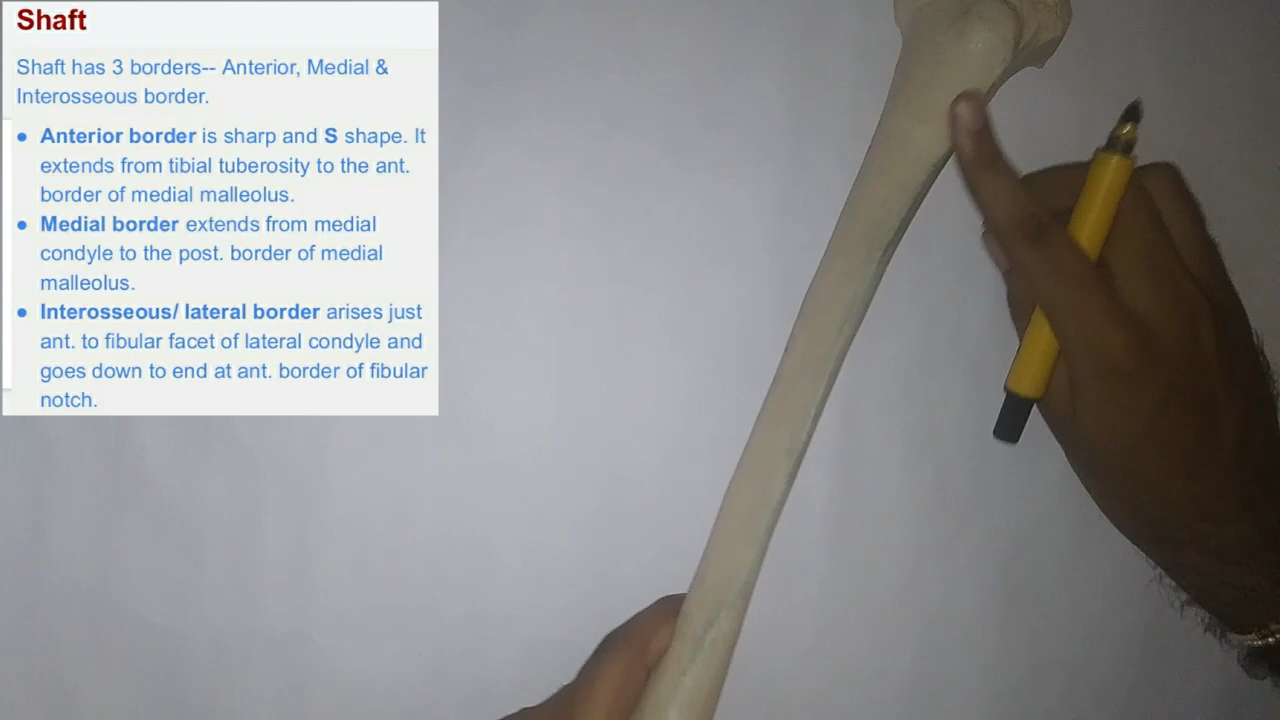 Shaft
Shaft has 3 borders-- Anterior, Medial &
Interosseous border.
● Anterior border is sharp and S shape. It
extends from tibial tuberosity to the ant.
border of medial malleolus.
● Medial border extends from medial
condyle to the post. border of medial
malleolus.
● Interosseous/ lateral border arises just
ant. to fibular facet of lateral condyle and
goes down to end at ant. border of fibular
notch.